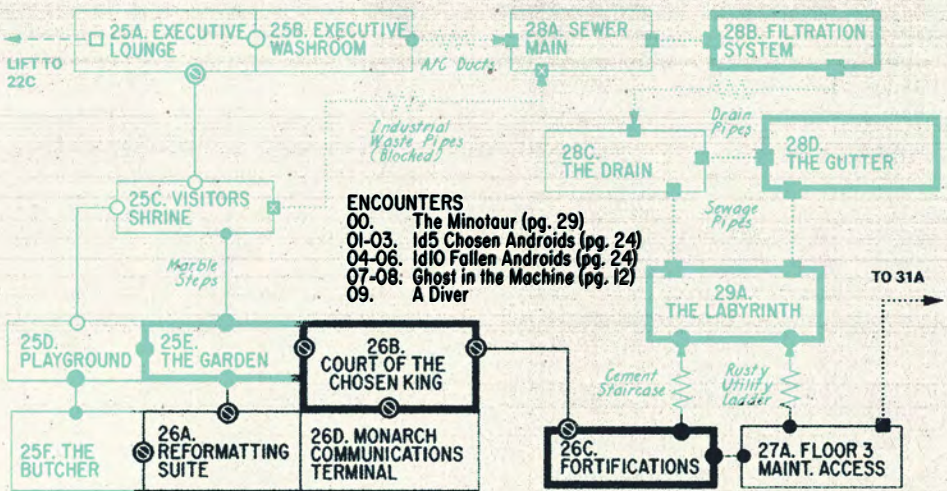 25A. EXECUTIVE
LOUNGE
25B. EXECUTIVE
WASHROOM
28A. SEWER
MAIN
28B. FILTRATION
SYSTEM
LIFT TO
22C
A/C Ducts
Industrial
Waste Pipes
(Blocked)
Drain
Pipes
28C.
THE DRAIN
28D.
THE GUTTER
25C. VISITORS
SHRINE
Sewage
Pipes
ENCOUNTERS
00. The Minotaur (pg. 29)
01-03. 1d5 Chosen Androids (pg. 24)
04-06. 1d10 Fallen Androids (pg. 24)
07-08. Ghost in the Machine (pg. 12)
09. A Diver
Marble
Steps
29A.
THE LABYRINTH
TO 31A
25D.
PLAYGROUND
25E.
THE GARDEN
26B.
COURT OF THE
CHOSEN KING
Cement
Staircase
Rusty
Utility
Ladder
25F. THE
BUTCHER
26A.
REFORMATTING
SUITE
26D. MONARCH
COMMUNICATIONS
TERMINAL
26C.
FORTIFICATIONS
27A. FLOOR 3
MAINT. ACCESS